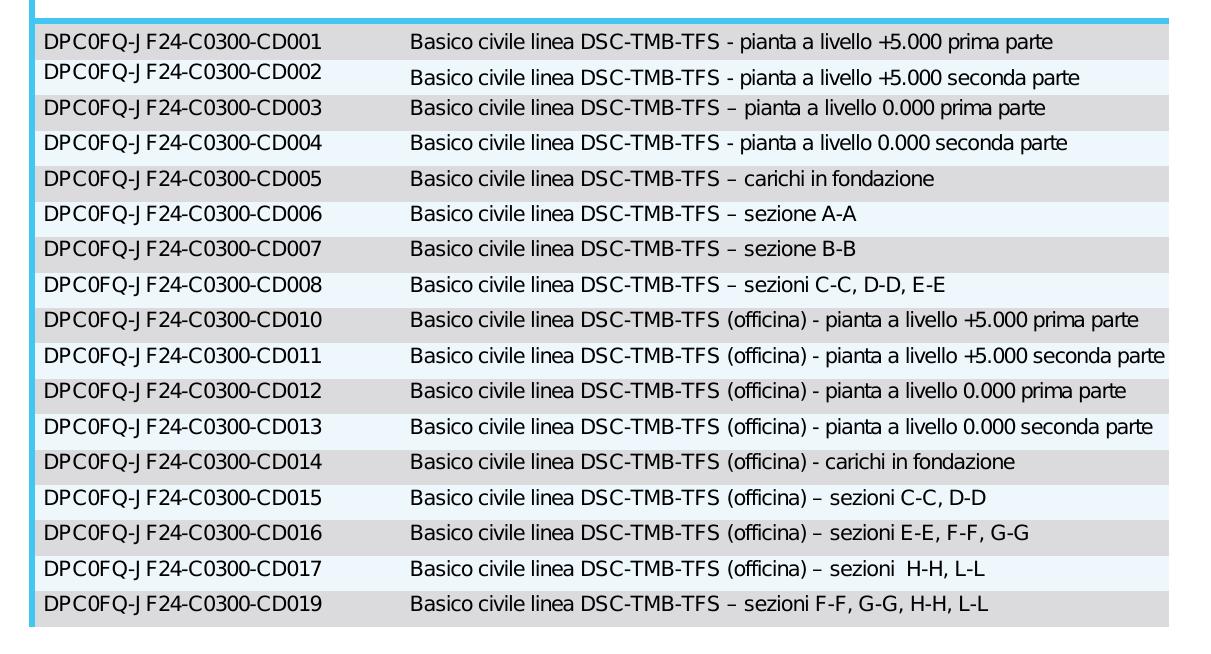 DPC0FQ-JF24-C0300-CD001 Basico civile linea DSC-TMB-TFS - pianta a livello +5.000 prima parte
DPC0FQ-JF24-C0300-CD002 Basico civile linea DSC-TMB-TFS - pianta a livello +5.000 seconda parte
DPC0FQ-JF24-C0300-CD003 Basico civile linea DSC-TMB-TFS – pianta a livello 0.000 prima parte
DPC0FQ-JF24-C0300-CD004 Basico civile linea DSC-TMB-TFS - pianta a livello 0.000 seconda parte
DPC0FQ-JF24-C0300-CD005 Basico civile linea DSC-TMB-TFS – carichi in fondazione
DPC0FQ-JF24-C0300-CD006 Basico civile linea DSC-TMB-TFS – sezione A-A
DPC0FQ-JF24-C0300-CD007 Basico civile linea DSC-TMB-TFS – sezione B-B
DPC0FQ-JF24-C0300-CD008 Basico civile linea DSC-TMB-TFS – sezioni C-C, D-D, E-E
DPC0FQ-JF24-C0300-CD010 Basico civile linea DSC-TMB-TFS (officina) - pianta a livello +5.000 prima parte
DPC0FQ-JF24-C0300-CD011 Basico civile linea DSC-TMB-TFS (officina) - pianta a livello +5.000 seconda parte
DPC0FQ-JF24-C0300-CD012 Basico civile linea DSC-TMB-TFS (officina) - pianta a livello 0.000 prima parte
DPC0FQ-JF24-C0300-CD013 Basico civile linea DSC-TMB-TFS (officina) - pianta a livello 0.000 seconda parte
DPC0FQ-JF24-C0300-CD014 Basico civile linea DSC-TMB-TFS (officina) - carichi in fondazione
DPC0FQ-JF24-C0300-CD015 Basico civile linea DSC-TMB-TFS (officina) – sezioni C-C, D-D
DPC0FQ-JF24-C0300-CD016 Basico civile linea DSC-TMB-TFS (officina) – sezioni E-E, F-F, G-G
DPC0FQ-JF24-C0300-CD017 Basico civile linea DSC-TMB-TFS (officina) – sezioni H-H, L-L
DPC0FQ-JF24-C0300-CD019 Basico civile linea DSC-TMB-TFS – sezioni F-F, G-G, H-H, L-L